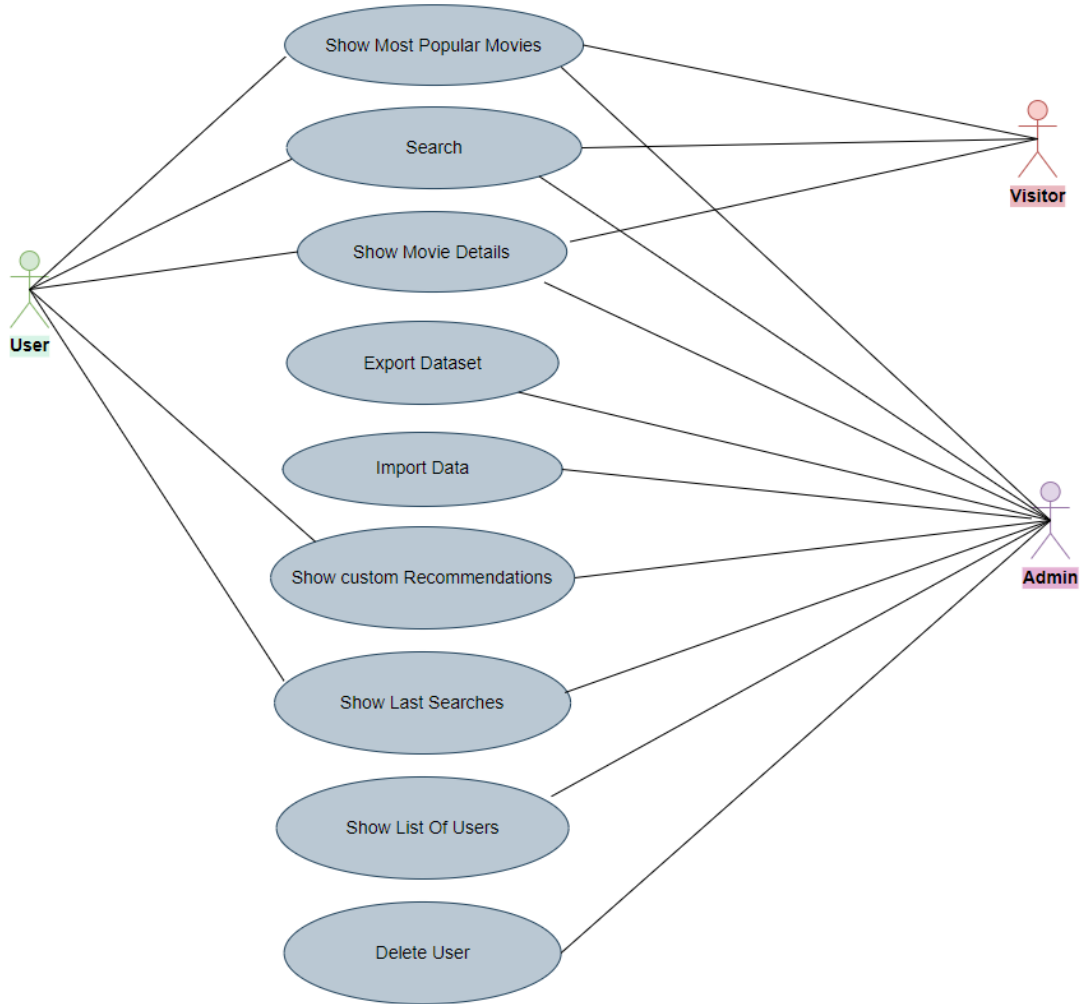 Show Most Popular Movies
Search
Visitor
Show Movie Details
User
Export Dataset
Import Data
Show custom Recommendations
Admin
Show Last Searches
Show List Of Users
Delete User